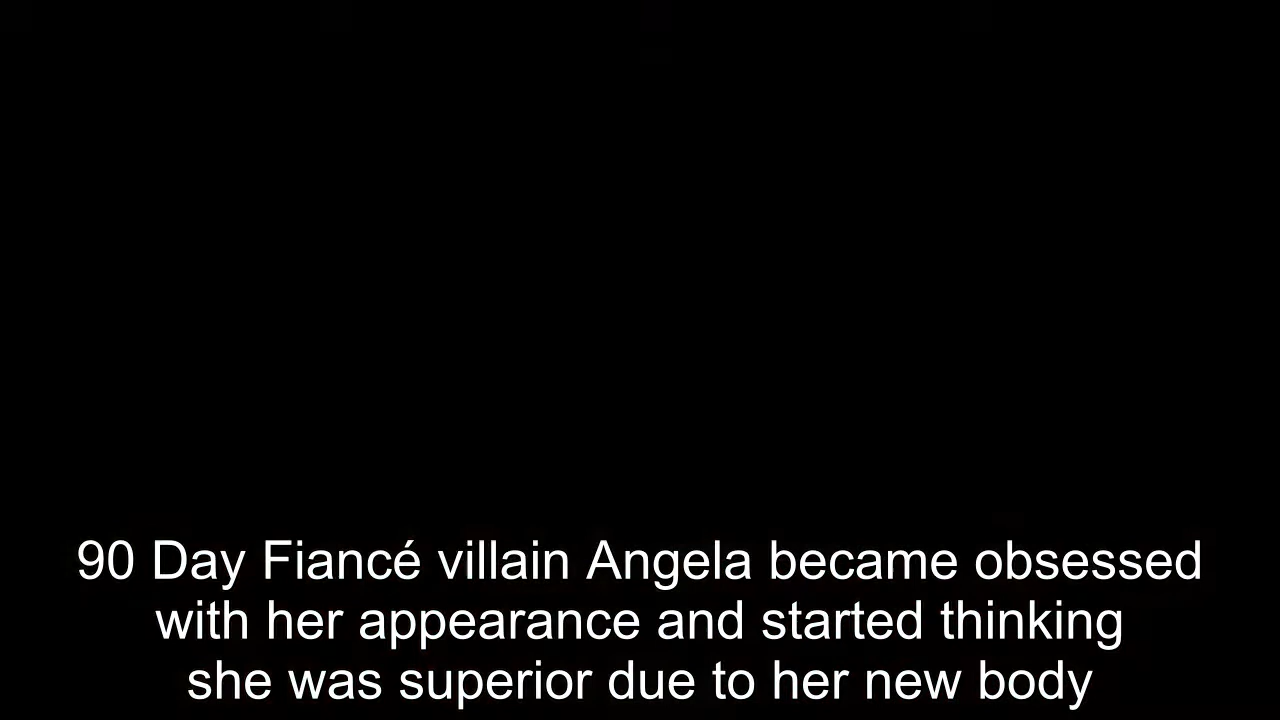 90 Day Fiancé villain Angela became obsessed
with her appearance and started thinking
she was superior due to her new body